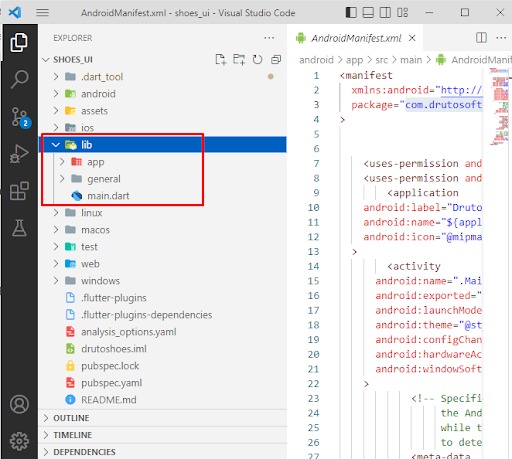 AndroidManifest.xml - shoes_ui - Visual Studio Code
EXPLORER
SHOES_UI
.dart_tool
android
assets
ios
lib
app
general
main.dart
linux
macos
test
web
windows
.flutter-plugins
.flutter-plugins-dependencies
analysis_options.yaml
drutoshoes.iml
pubspec.lock
pubspec.yaml
README.md
OUTLINE
TIMELINE
DEPENDENCIES
2
AndroidManifest.xml
android > app > src > main > AndroidManif
1 <manifest
2 xmlns:android="http://
3 package="com.drutosoft
4 >
5
6
7 <uses-permission and
8 <uses-permission and
9 <application
10 android:label="Druto
11 android:name="${appl
12 android:icon="@mipma
13 >
14 <activity
15 android:name=".Mai
16 android:exported="
17 android:launchMode
18 android:theme="@st
19 android:configChan
20 android:hardwareAc
21 android:windowSoft
22 >
23 <!-- Specifi
24 the And
25 while t
26 to dete
27 <meta-data